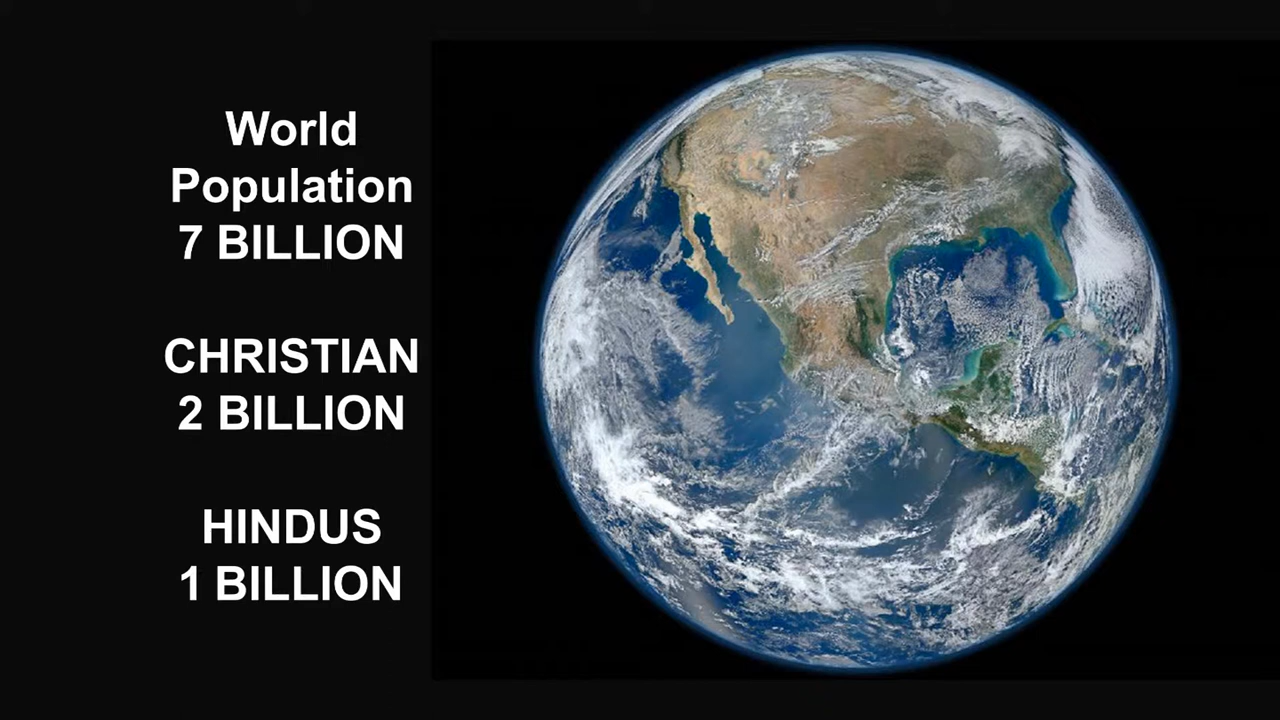 World
Population
7 BILLION
CHRISTIAN
2 BILLION
HINDUS
1 BILLION